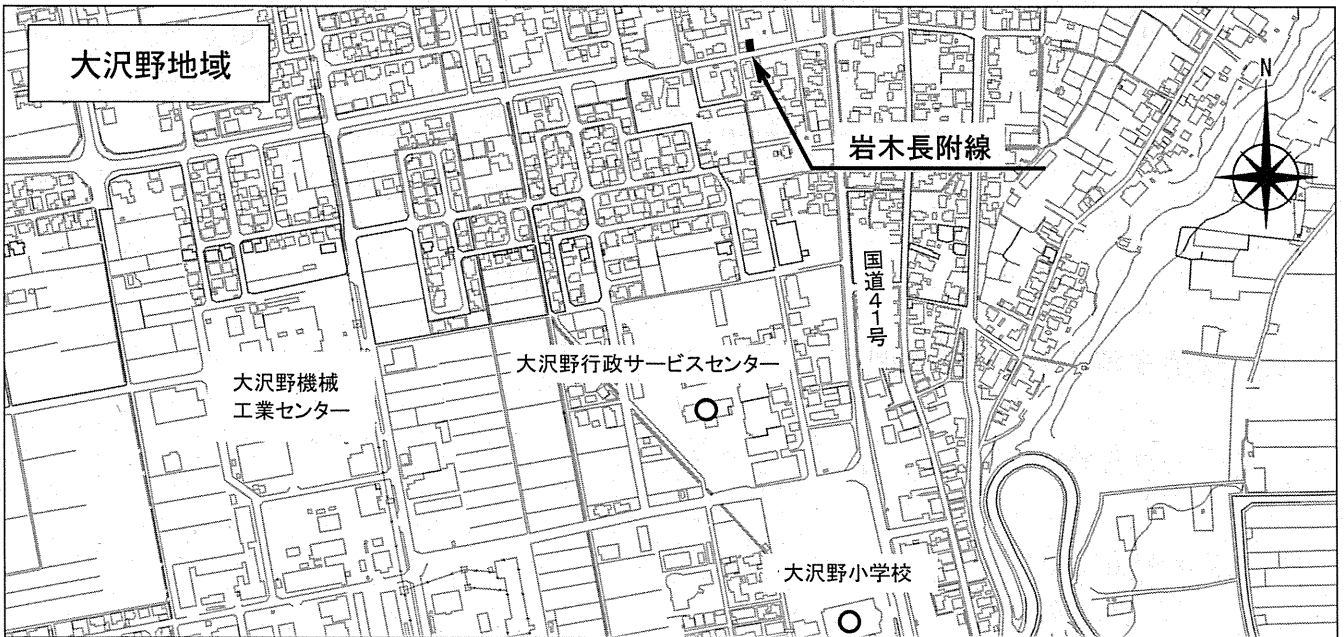 大沢野地域
N
岩木長附線
国道41号
大沢野行政サービスセンター
大沢野機械
工業センター
大沢野小学校